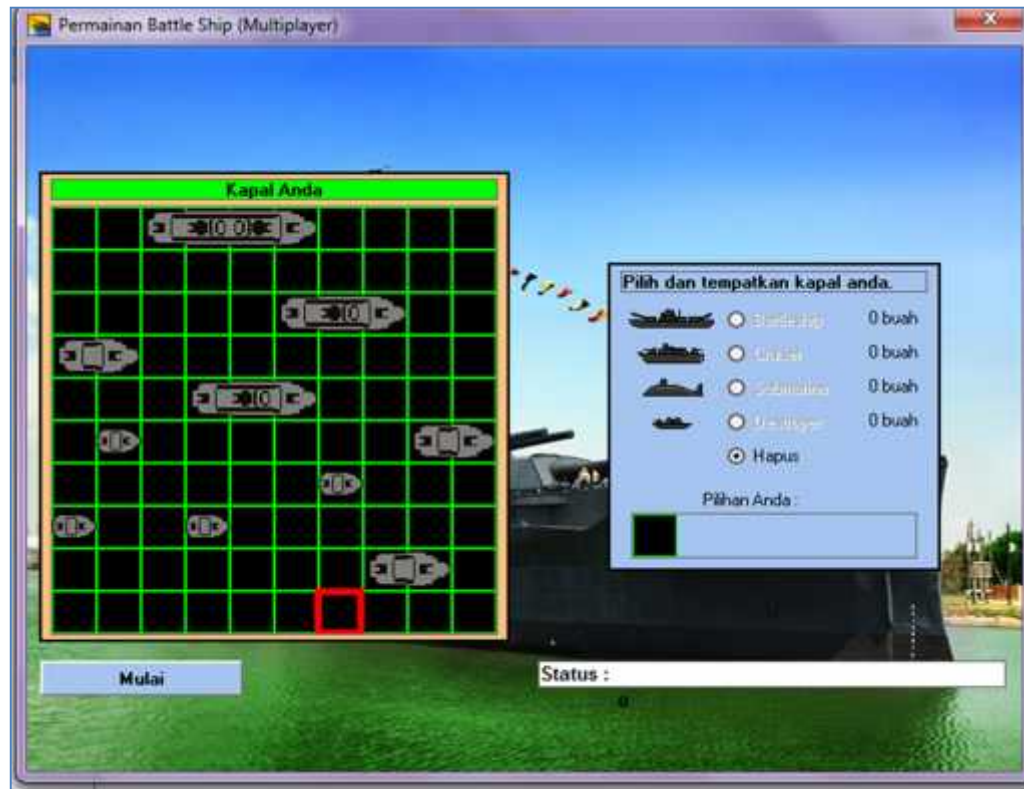 Permainan Battle Ship (Multiplayer)
Kapal Anda
Pilih dan tempatkan kapal anda.
0 buah
0 buah
0 buah
0 buah
Hapus
Pilihan Anda :
Mulai
Status :